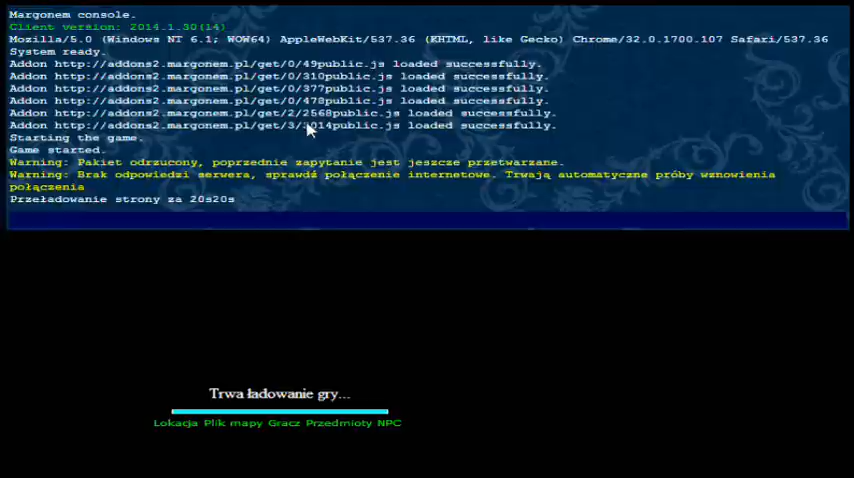 Margonem console.
Client version: 2014.1.30(14)
Mozilla/5.0 (Windows NT 6.1; WOW64) AppleWebKit/537.36 (KHTML, like Gecko) Chrome/32.0.1700.107 Safari/537.36
System ready.
Addon http://addons2.margonem.pl/get/0/49public.js loaded successfully.
Addon http://addons2.margonem.pl/get/0/310public.js loaded successfully.
Addon http://addons2.margonem.pl/get/0/377public.js loaded successfully.
Addon http://addons2.margonem.pl/get/0/478public.js loaded successfully.
Addon http://addons2.margonem.pl/get/2/2568public.js loaded successfully.
Addon http://addons2.margonem.pl/get/3/3014public.js loaded successfully.
Starting the game.
Game started.
Warning: Pakiet odrzucony, poprzednie zapytanie jest jeszcze przetwarzane.
Warning: Brak odpowiedzi serwera, sprawdź połączenie internetowe. Trwają automatyczne próby wznowienia
połączenia
Przeładowanie strony za 20s20s
Trwa ładowanie gry...
Lokacja Plik mapy Gracz Przedmioty NPC